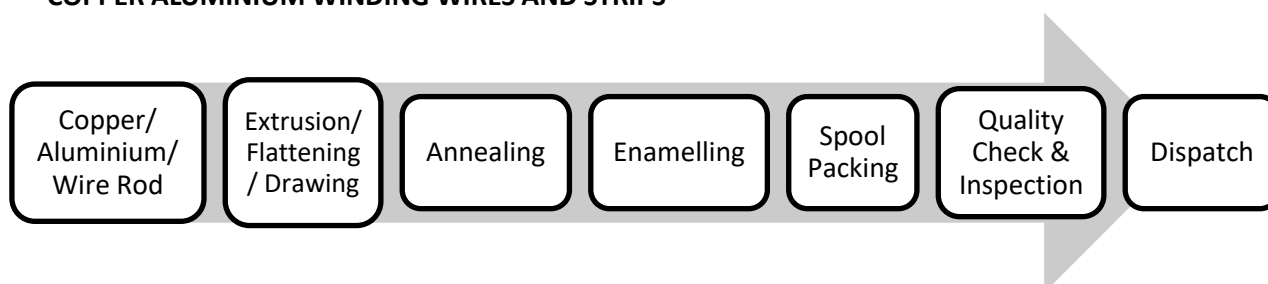 COPPER ALUMINIUM WINDING WIRES AND STRIPS
Copper/
Aluminium/
Wire Rod
Extrusion/
Flattening
/ Drawing
Annealing
Enamelling
Spool
Packing
Quality
Check &
Inspection
Dispatch